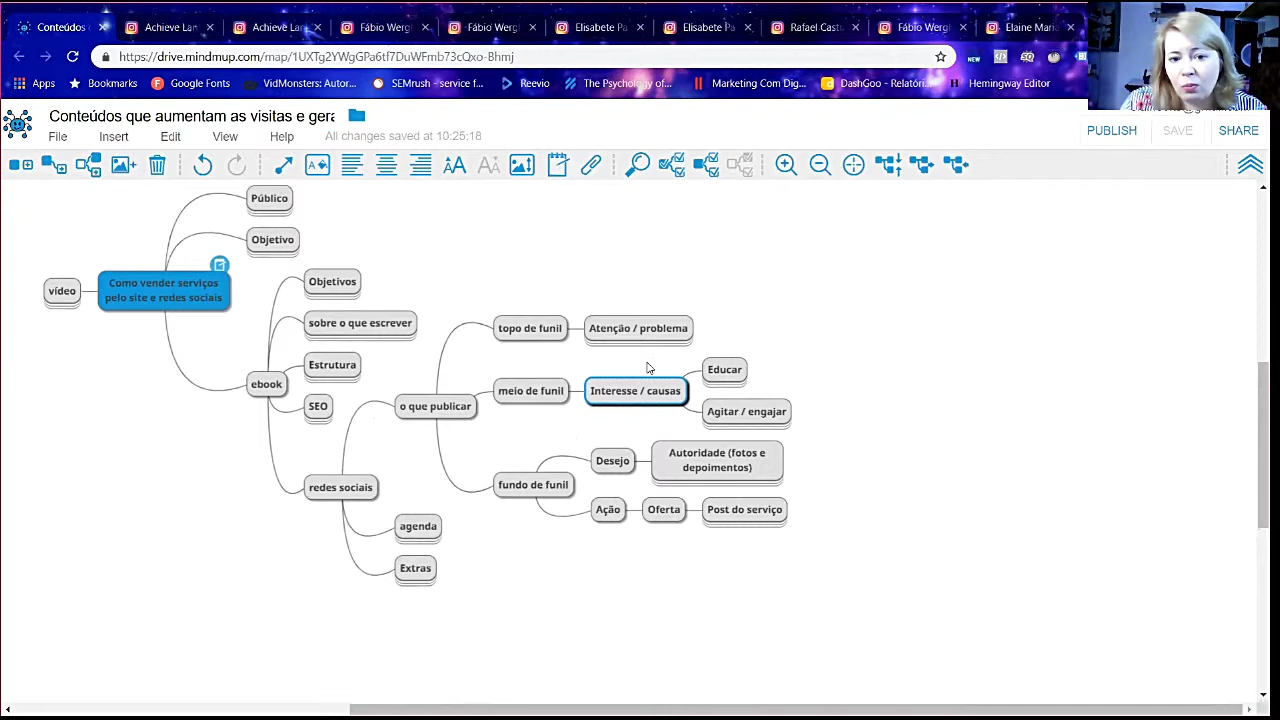 Conteúdos
Achieve Lan
Achieve Lan
Fábio Wergl
Fábio Wergl
Elisabete Pa
Elisabete Pa
Rafael Casta
Fábio Wergl
Elaine Maria
https://drive.mindmup.com/map/1UXTg2YWgGPa6tf7DuWFmb73cQxo-Bhmj
NEW
SQ
Apps
Bookmarks
Google Fonts
VidMonsters: Autor...
SEMrush - service f...
Reevio
The Psychology of...
Marketing Com Dig...
DashGoo - Relatóri...
Hemingway Editor
Conteúdos que aumentam as visitas e gera
File
Insert
Edit
View
Help
All changes saved at 10:25:18
PUBLISH
SAVE
SHARE
Público
Objetivo
vídeo
Como vender serviços
pelo site e redes sociais
Objetivos
sobre o que escrever
Estrutura
ebook
SEO
redes sociais
o que publicar
topo de funil
Atenção / problema
meio de funil
Interesse / causas
Educar
Agitar / engajar
fundo de funil
Desejo
Autoridade (fotos e
depoimentos)
Ação
Oferta
Post do serviço
agenda
Extras